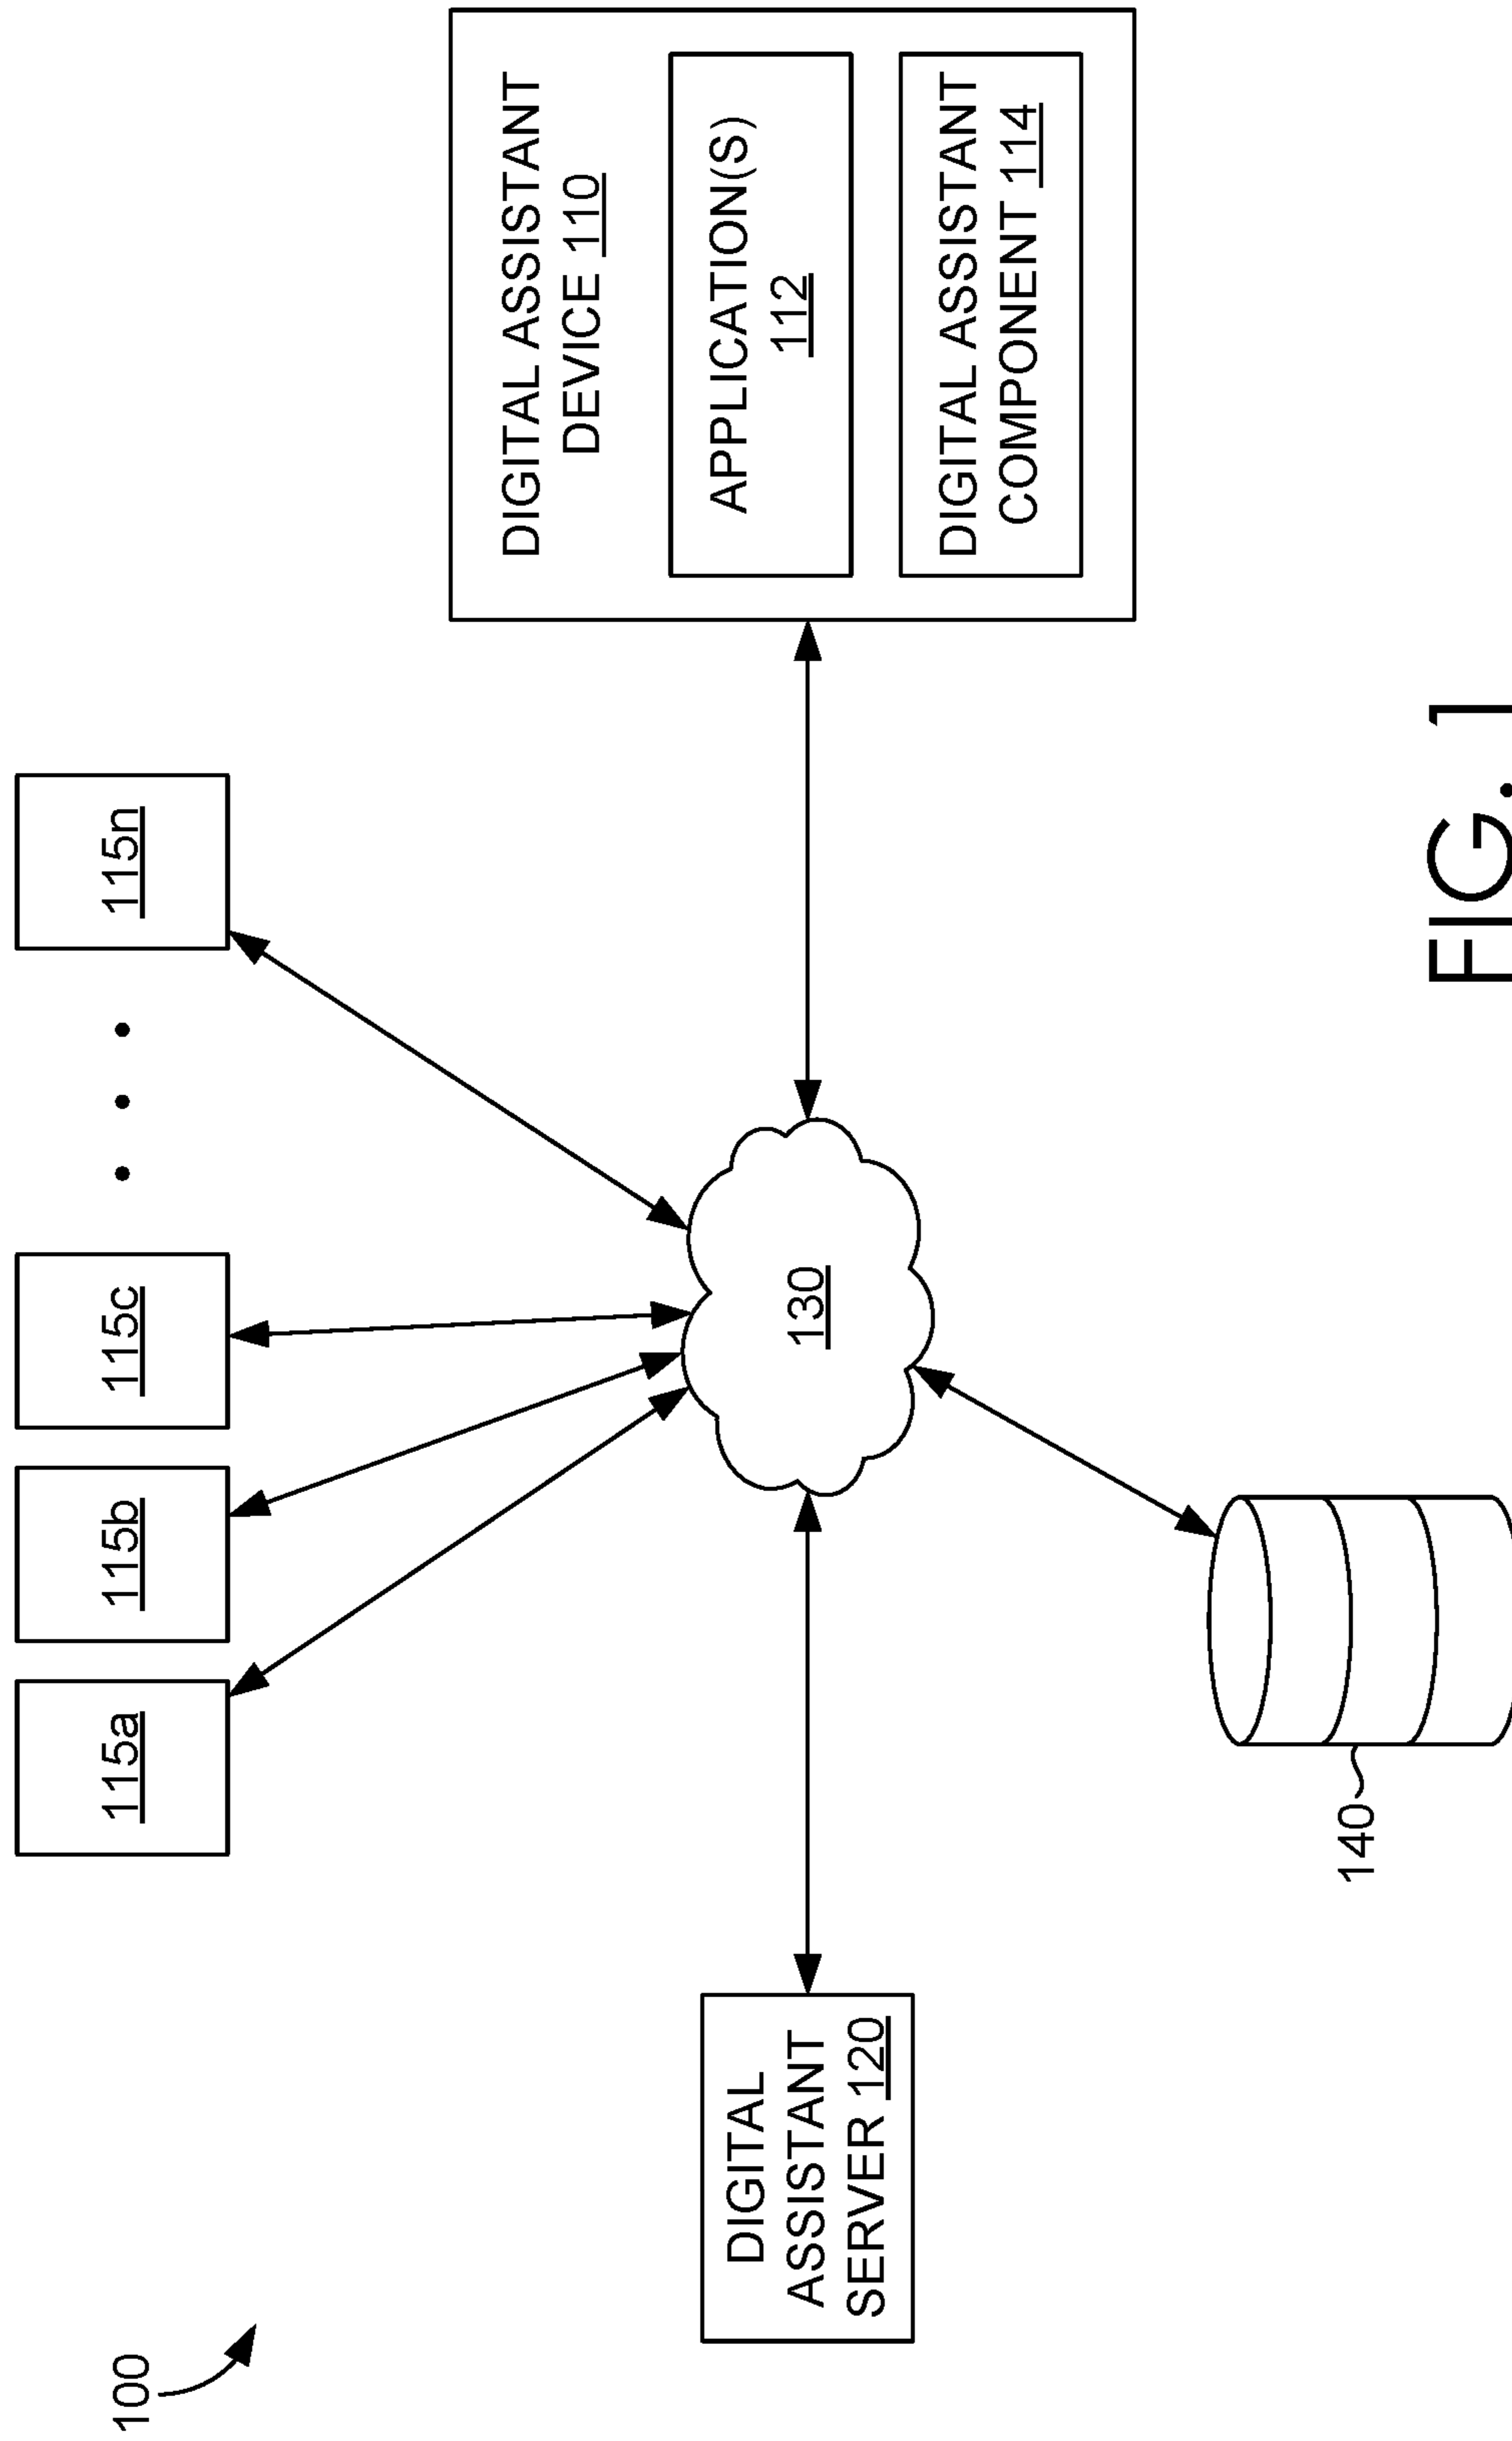 100
115a
115b
115c
115n
DIGITAL
ASSISTANT
SERVER 120
130
DIGITAL ASSISTANT
DEVICE 110
APPLICATION(S)
112
DIGITAL ASSISTANT
COMPONENT 114
140
FIG. 1